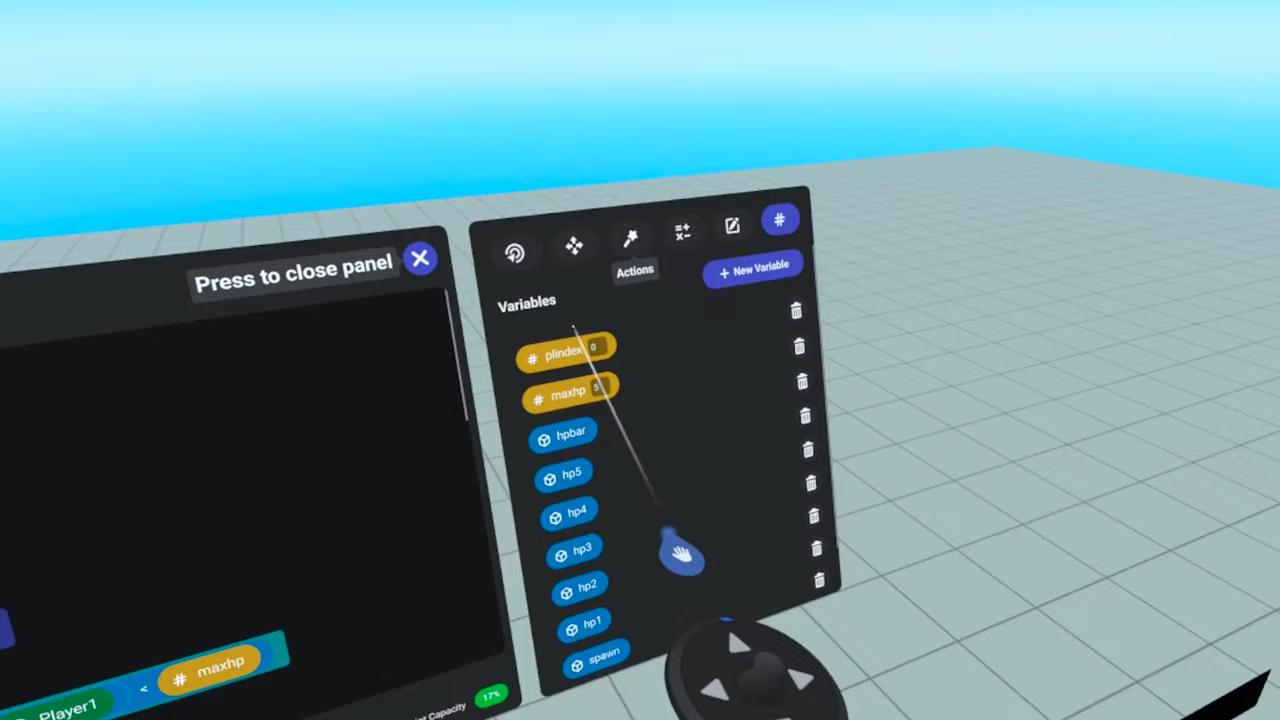 Press to close panel
Actions
#
+ New Variable
Variables
# plindex 0
# maxhp 5
hpbar
hp5
hp4
hp3
hp2
hp1
spawn
Player1 < # maxhp
Capacity 17%